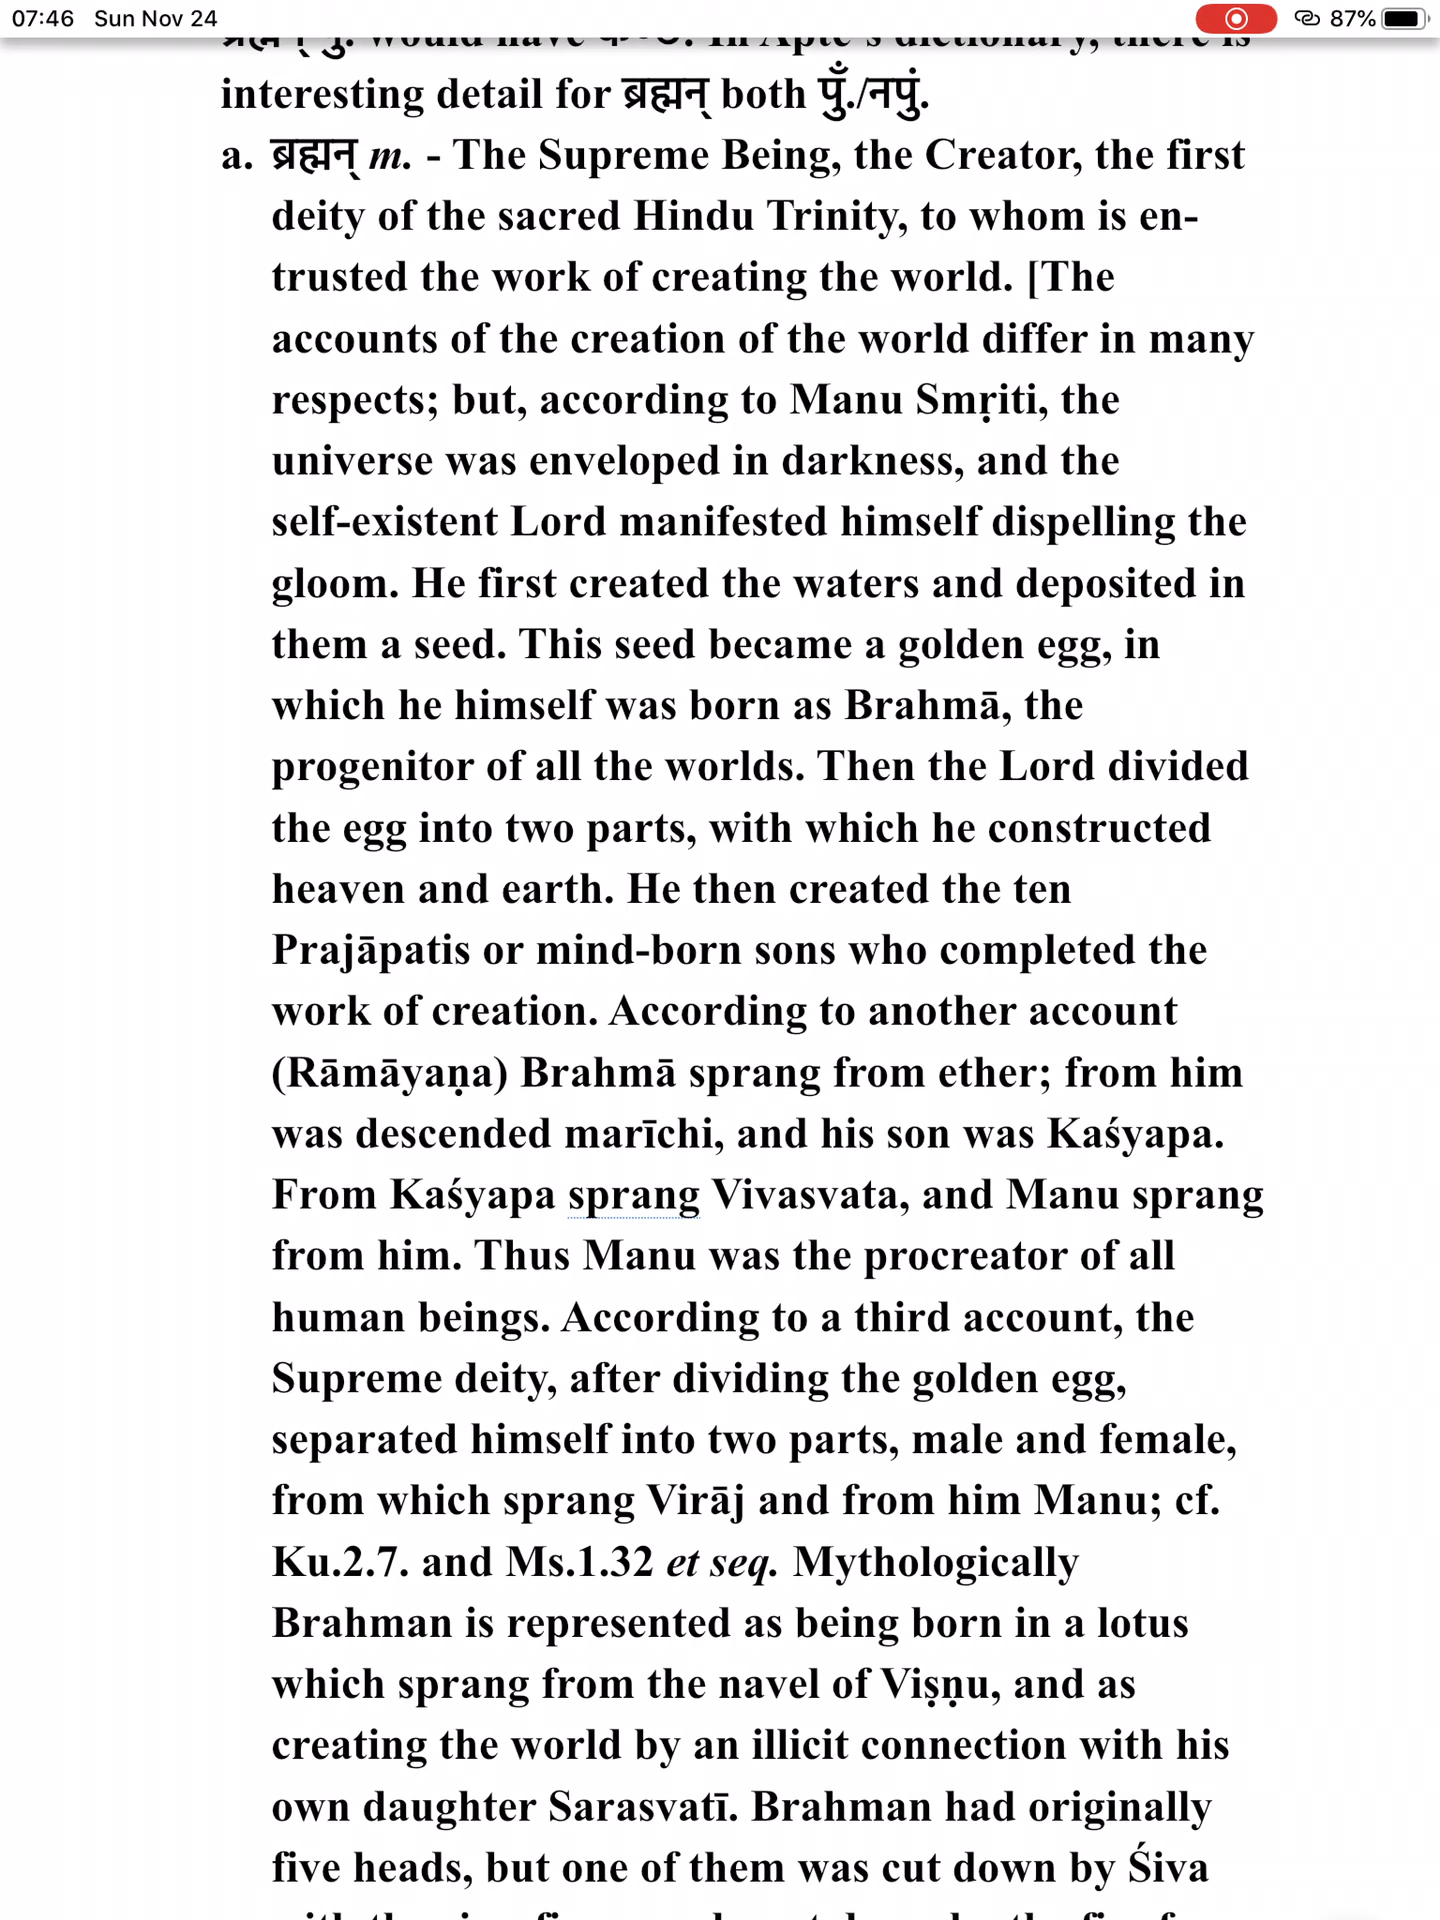 07:46 Sun Nov 24 87%
would have In Apte's dictionary, there is
interesting detail for ब्रह्मन् both पुँ./नपुं.
a. ब्रह्मन् m. - The Supreme Being, the Creator, the first
deity of the sacred Hindu Trinity, to whom is en-
trusted the work of creating the world. [The
accounts of the creation of the world differ in many
respects; but, according to Manu Smṛiti, the
universe was enveloped in darkness, and the
self-existent Lord manifested himself dispelling the
gloom. He first created the waters and deposited in
them a seed. This seed became a golden egg, in
which he himself was born as Brahmā, the
progenitor of all the worlds. Then the Lord divided
the egg into two parts, with which he constructed
heaven and earth. He then created the ten
Prajāpatis or mind-born sons who completed the
work of creation. According to another account
(Rāmāyaṇa) Brahmā sprang from ether; from him
was descended marīchi, and his son was Kaśyapa.
From Kaśyapa sprang Vivasvata, and Manu sprang
from him. Thus Manu was the procreator of all
human beings. According to a third account, the
Supreme deity, after dividing the golden egg,
separated himself into two parts, male and female,
from which sprang Virāj and from him Manu; cf.
Ku.2.7. and Ms.1.32 et seq. Mythologically
Brahman is represented as being born in a lotus
which sprang from the navel of Viṣṇu, and as
creating the world by an illicit connection with his
own daughter Sarasvatī. Brahman had originally
five heads, but one of them was cut down by Śiva